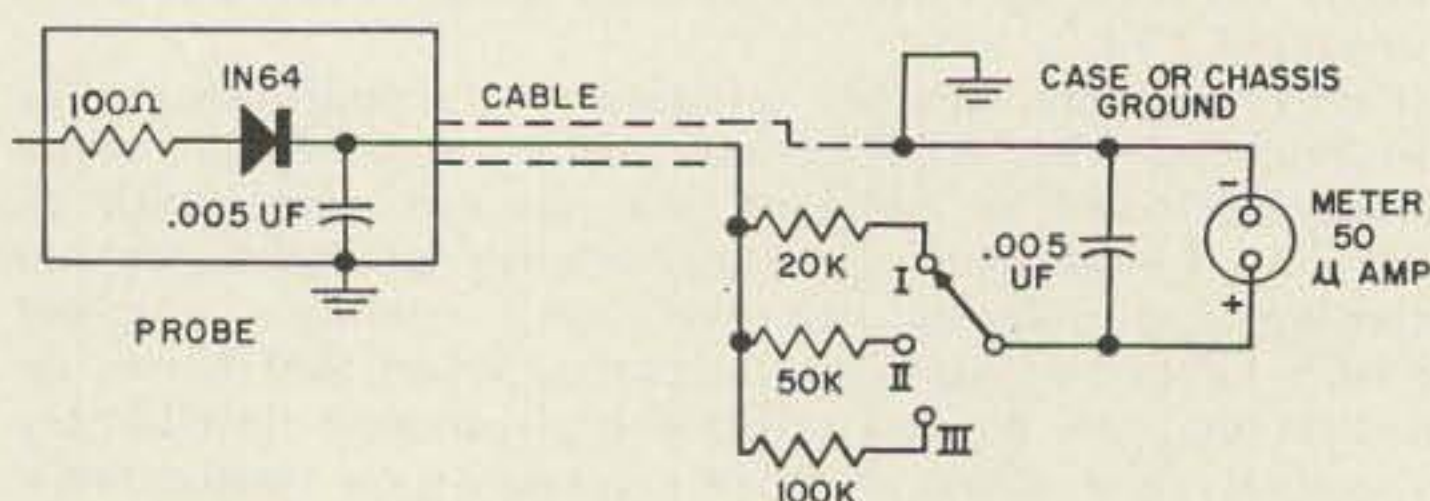 100Ω
IN64
.005 UF
PROBE
CABLE
CASE OR CHASSIS
GROUND
20K
I
50K
II
100K
III
.005
UF
-
+
METER
50
µ AMP